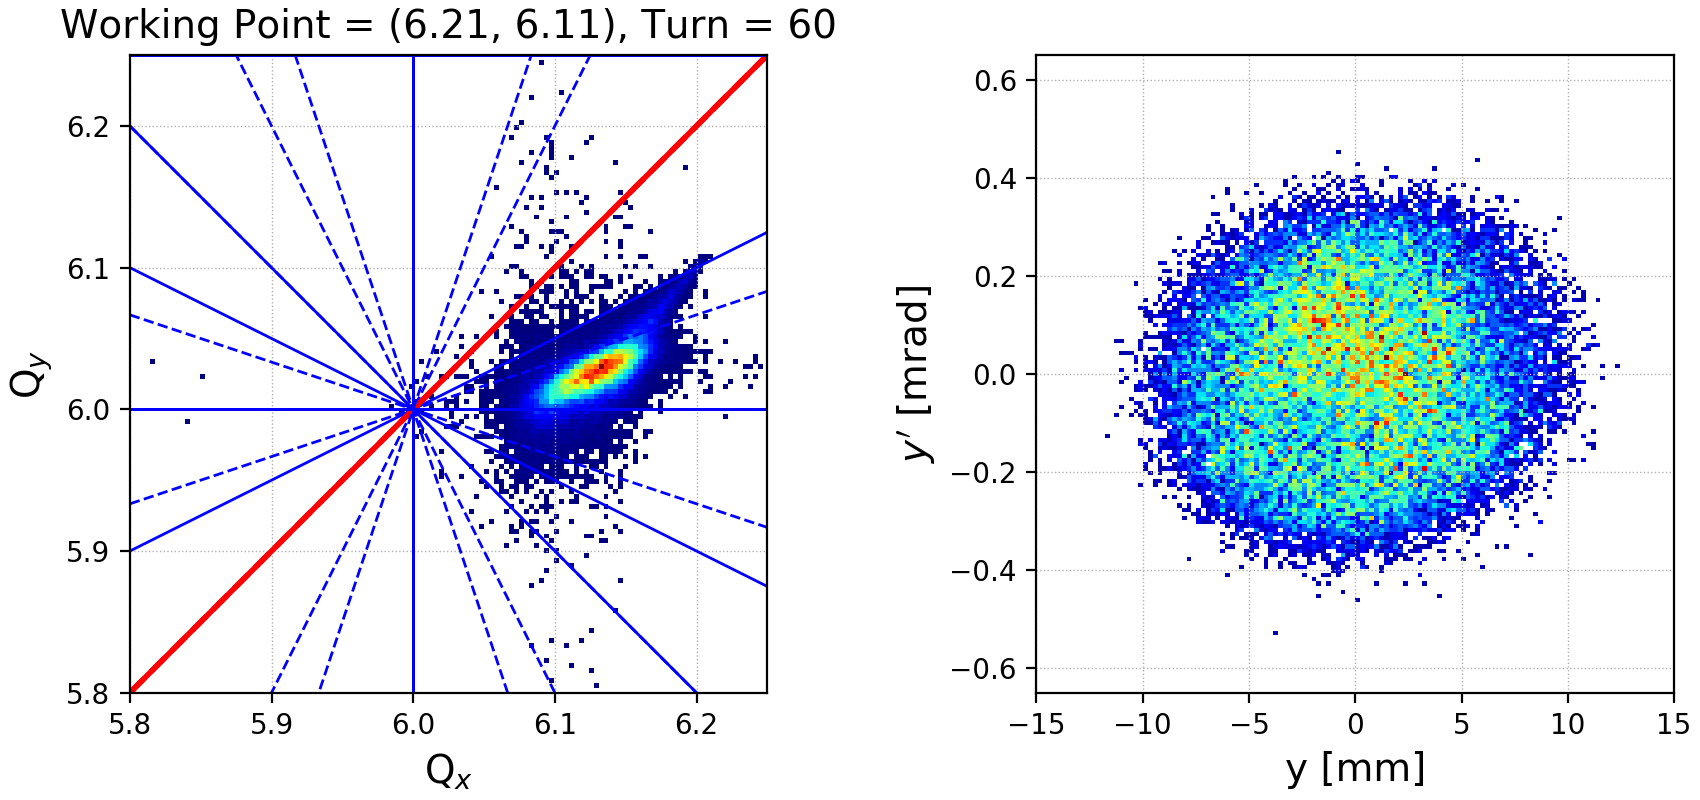 Working Point = (6.21, 6.11), Turn = 60
6.2
6.1
6.0
5.9
5.8
Qy
5.8 5.9 6.0 6.1 6.2
Qx
0.6
0.4
0.2
0.0
−0.2
−0.4
−0.6
y′ [mrad]
−15 −10 −5 0 5 10 15
y [mm]